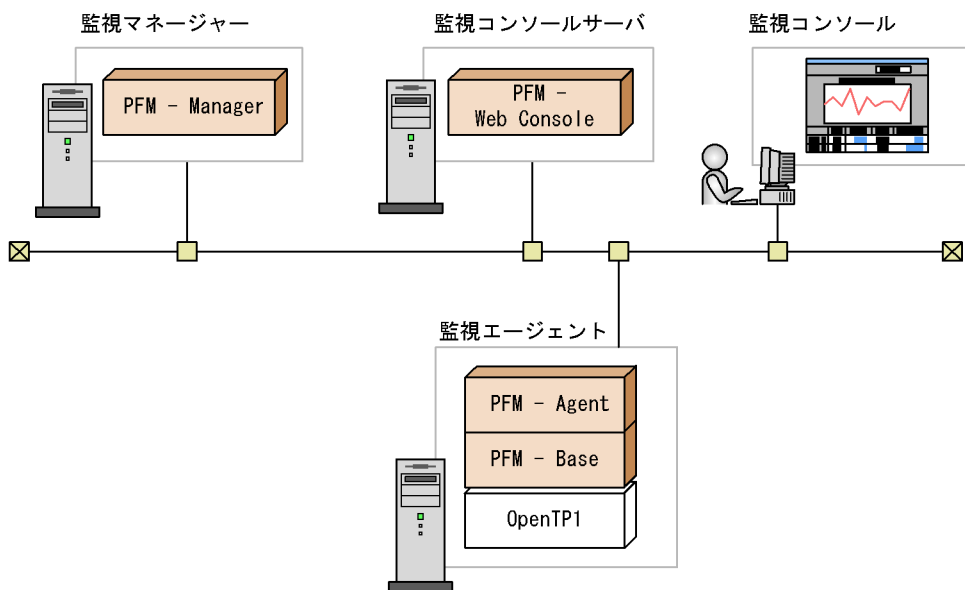 監視マネージャー
監視コンソールサーバ
監視コンソール
PFM - Manager
PFM -
Web Console
監視エージェント
PFM - Agent
PFM - Base
OpenTP1